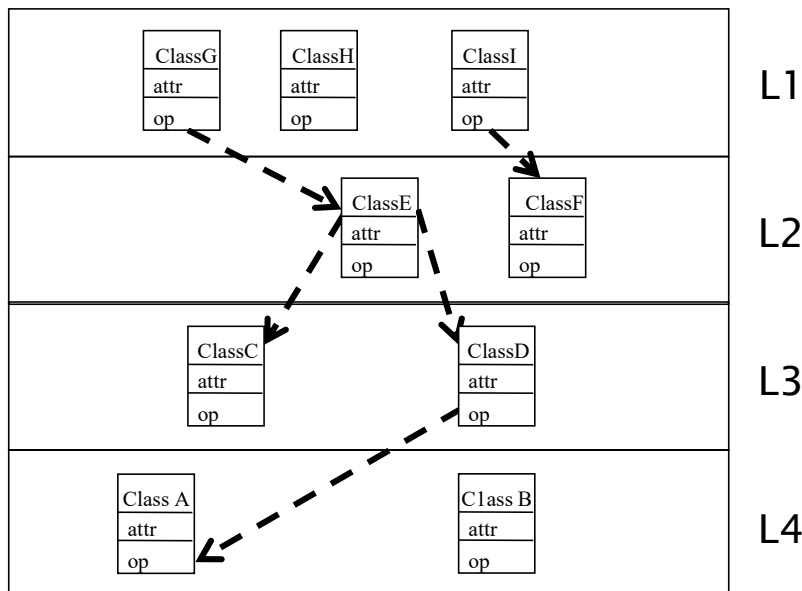 ClassG
attr
op
ClassH
attr
op
ClassI
attr
op
L1
ClassE
attr
op
ClassF
attr
op
L2
ClassC
attr
op
ClassD
attr
op
L3
Class A
attr
op
C1ass B
attr
op
L4